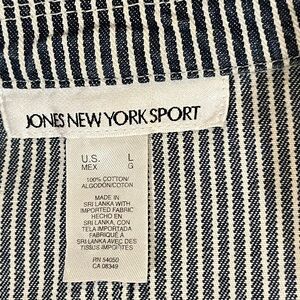 JONES NEW YORK SPORT
U.S. L
MEX G
100% COTTON/
ALGODÓN/COTON
MADE IN
SRI LANKA WITH
IMPORTED FABRIC
HECHO EN
SRI LANKA CON
TELA IMPORTADA
FABRIQUÉ A
SRI LANKA AVEC DES
TISSUS IMPORTÉS
RN 54050
CA 08349